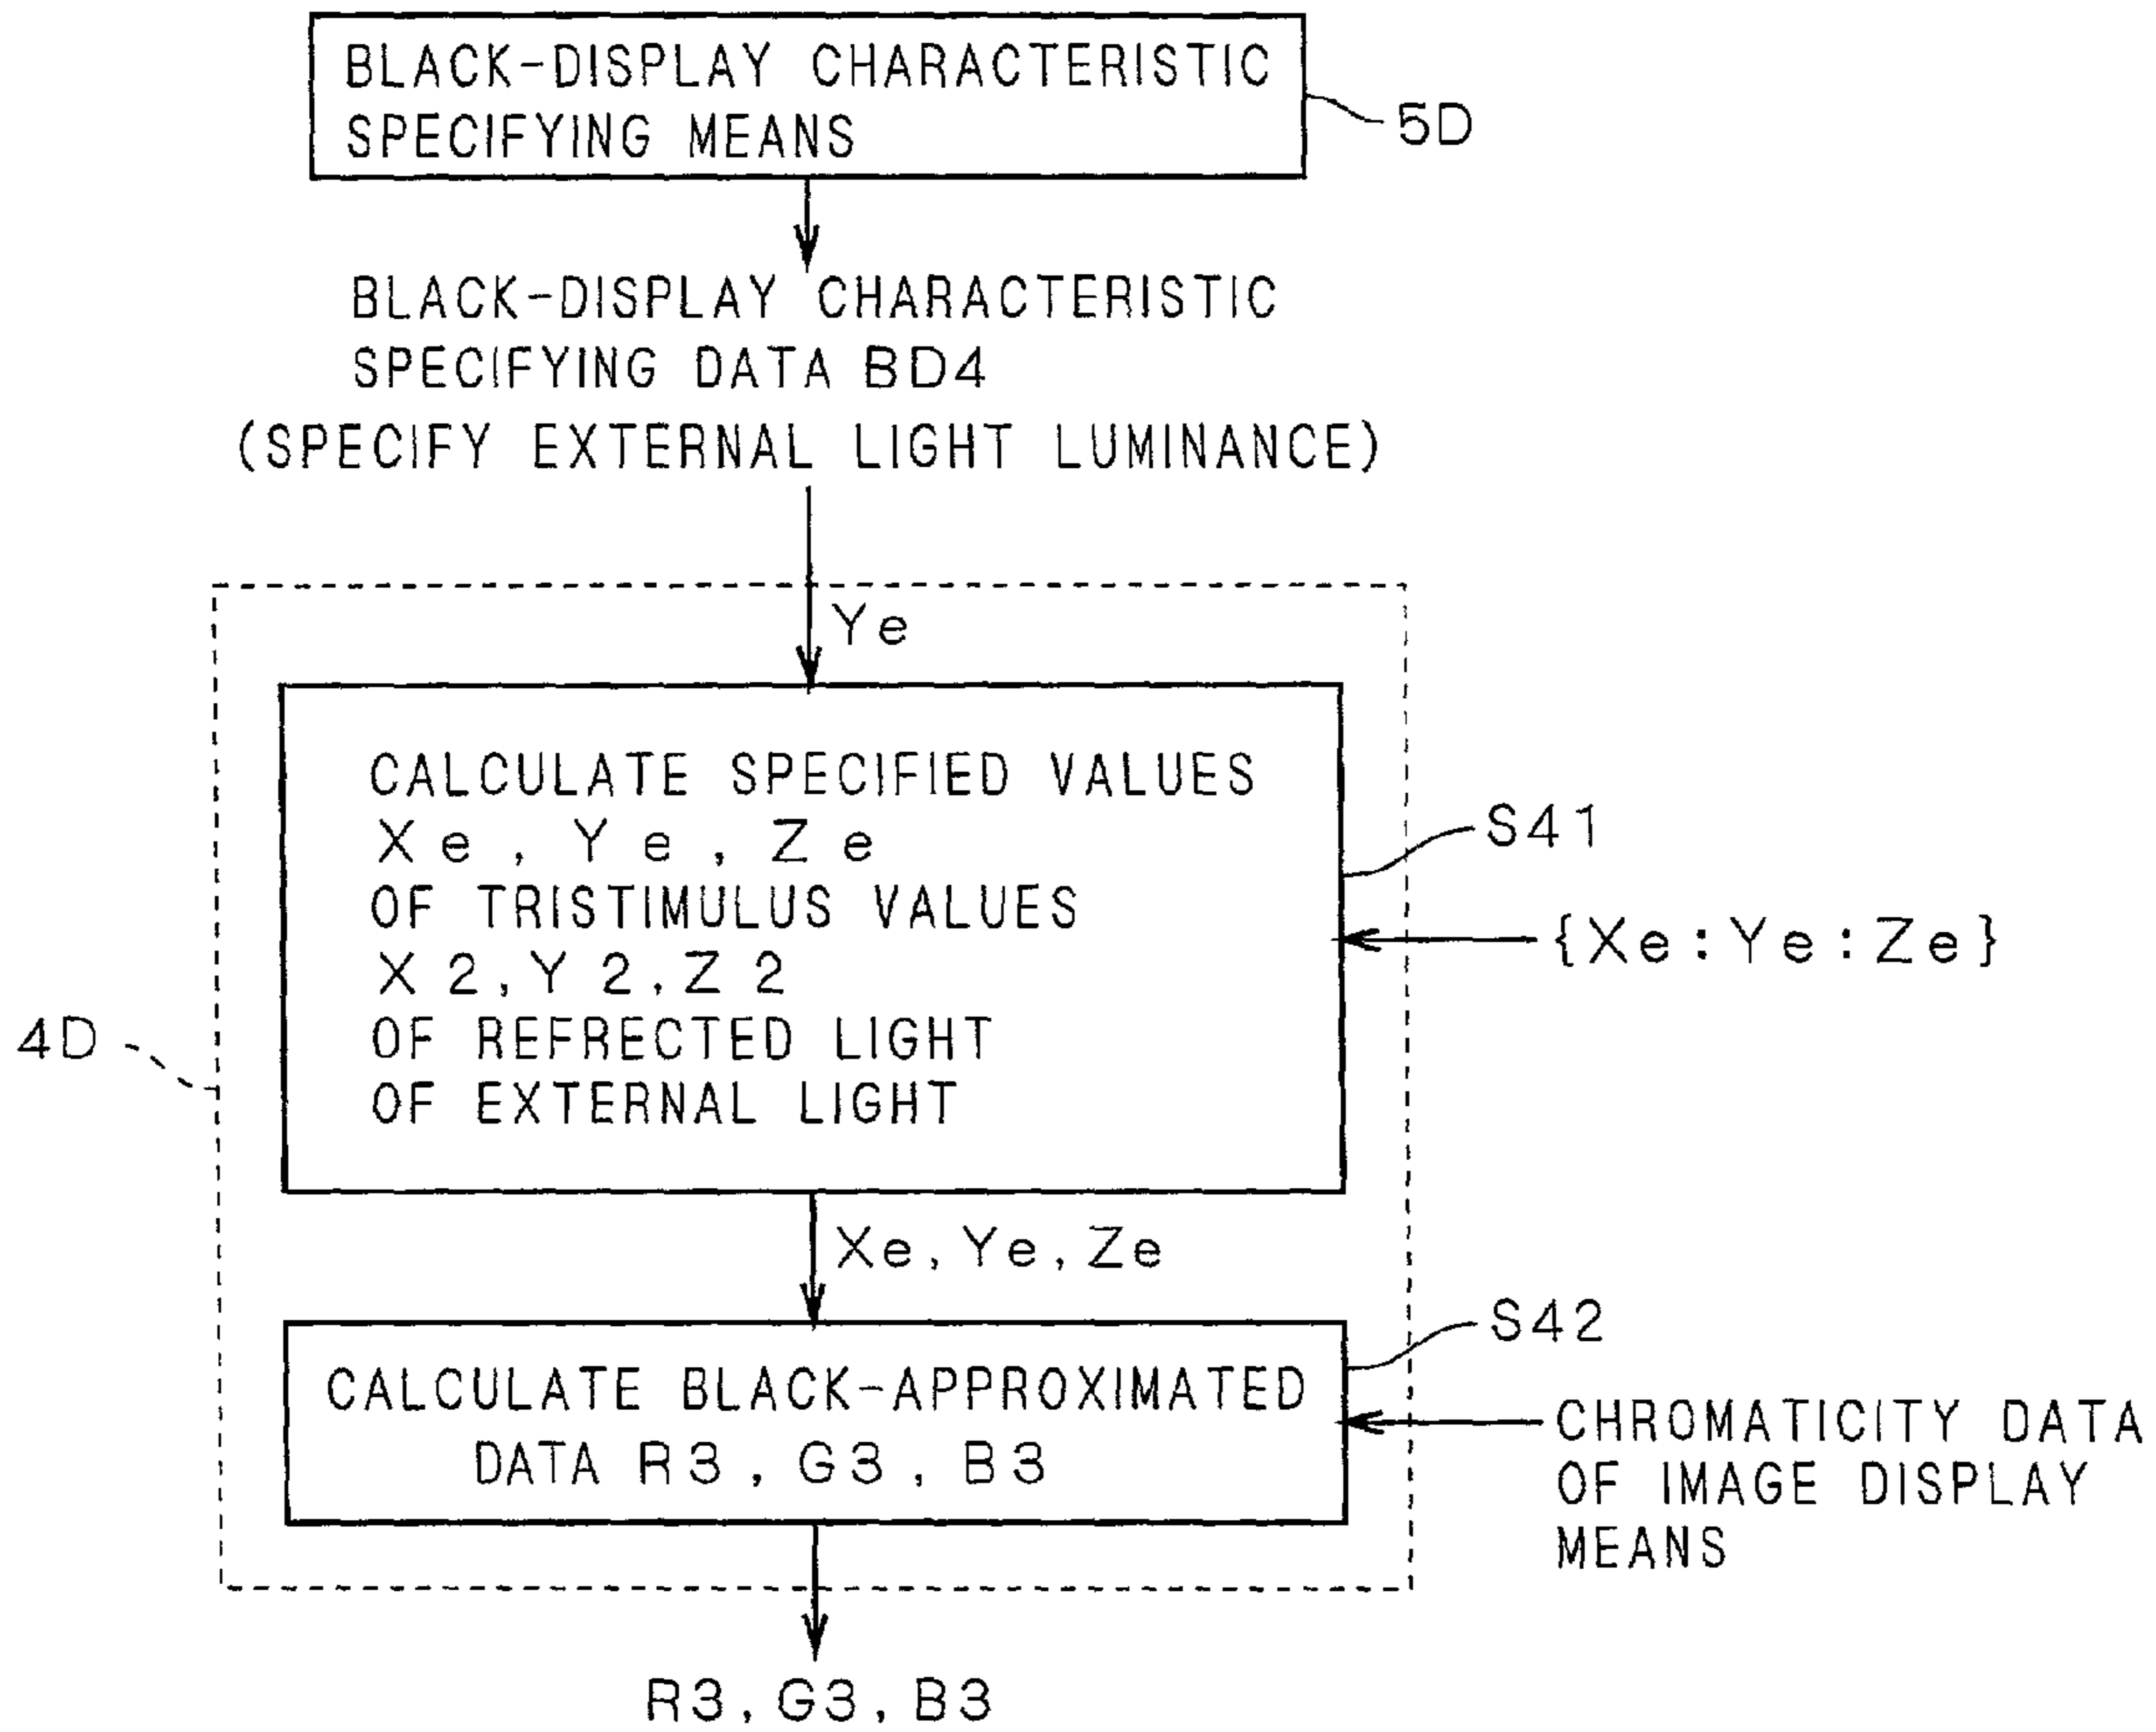 BLACK-DISPLAY CHARACTERISTIC
SPECIFYING MEANS
5D
BLACK-DISPLAY CHARACTERISTIC
SPECIFYING DATA BD4
(SPECIFY EXTERNAL LIGHT LUMINANCE)
Ye
CALCULATE SPECIFIED VALUES
Xe, Ye, Ze
OF TRISTIMULUS VALUES
X2, Y2, Z2
OF REFRECTED LIGHT
OF EXTERNAL LIGHT
S41
{Xe:Ye:Ze}
4D
Xe, Ye, Ze
S42
CALCULATE BLACK-APPROXIMATED
DATA R3, G3, B3
CHROMATICITY DATA
OF IMAGE DISPLAY
MEANS
R3, G3, B3